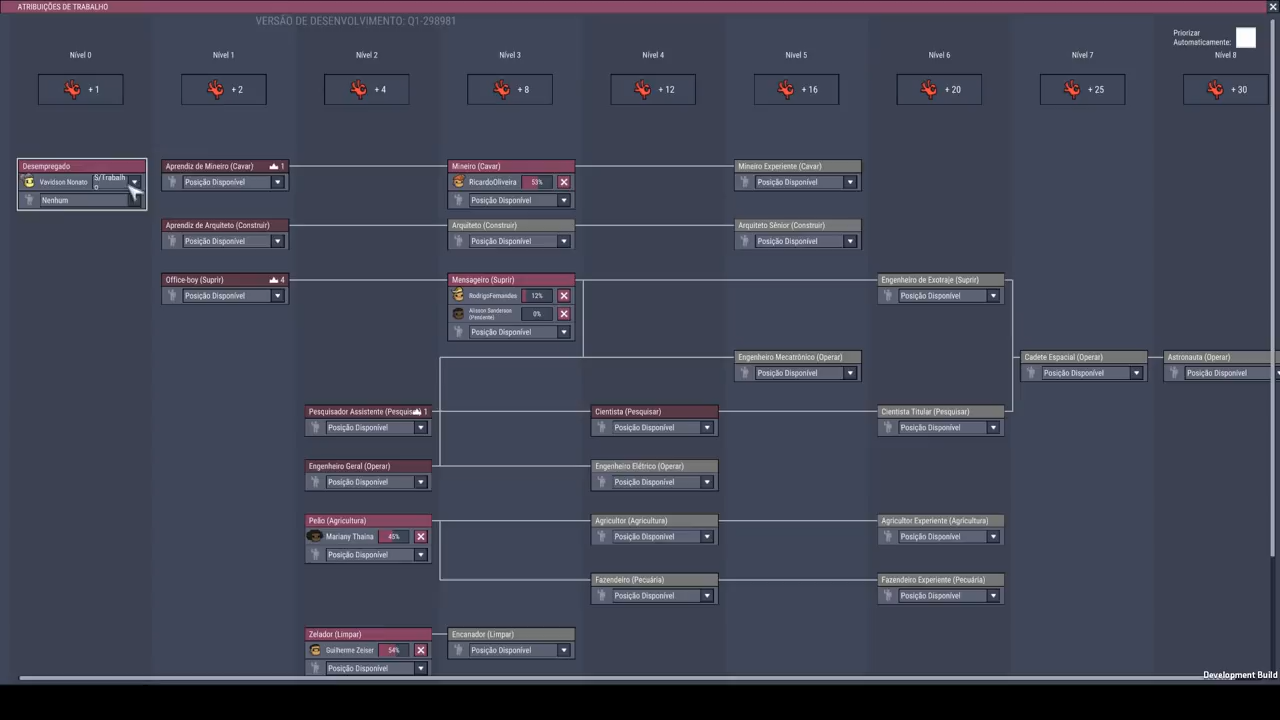 ATRIBUIÇÕES DE TRABALHO
VERSÃO DE DESENVOLVIMENTO: Q1-298981
Priorizar
Automaticamente:
Nível 0
Nível 1
Nível 2
Nível 3
Nível 4
Nível 5
Nível 6
Nível 7
Nível 8
+ 1
+ 2
+ 4
+ 8
+ 12
+ 16
+ 20
+ 25
+ 30
Desempregado
Vavidson Nonato
S/Trabalh
o
Nenhum
Aprendiz de Mineiro (Cavar) 1
Posição Disponível
Mineiro (Cavar)
RicardoOliveira 53%
Posição Disponível
Mineiro Experiente (Cavar)
Posição Disponível
Aprendiz de Arquiteto (Construir)
Posição Disponível
Arquiteto (Construir)
Posição Disponível
Arquiteto Sênior (Construir)
Posição Disponível
Office-boy (Suprir) 4
Posição Disponível
Mensageiro (Suprir)
RodrigoFernandes 12%
Alisson Sanderson
(Pendente)
0%
Posição Disponível
Engenheiro de Exotraje (Suprir)
Posição Disponível
Engenheiro Mecatrônico (Operar)
Posição Disponível
Cadete Espacial (Operar)
Posição Disponível
Astronauta (Operar)
Posição Disponível
Pesquisador Assistente (Pesquisar 1
Posição Disponível
Cientista (Pesquisar)
Posição Disponível
Cientista Titular (Pesquisar)
Posição Disponível
Engenheiro Geral (Operar)
Posição Disponível
Engenheiro Elétrico (Operar)
Posição Disponível
Peão (Agricultura)
Mariany Thaina 45%
Posição Disponível
Agricultor (Agricultura)
Posição Disponível
Agricultor Experiente (Agricultura)
Posição Disponível
Fazendeiro (Pecuária)
Posição Disponível
Fazendeiro Experiente (Pecuária)
Posição Disponível
Zelador (Limpar)
Guilherme Zeiser 54%
Posição Disponível
Encanador (Limpar)
Posição Disponível
Development Build